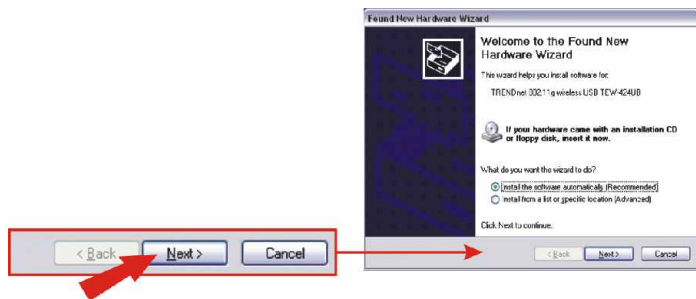 Found New Hardware Wizard
Welcome to the Found New
Hardware Wizard
This wizard helps you install software for:
TRENDnet 802.11g wireless USB TEW-424UB
If your hardware came with an installation CD
or floppy disk, insert it now.
What do you want the wizard to do?
Install the software automatically (Recommended)
Install from a list or specific location (Advanced)
Click Next to continue.
< Back Next > Cancel
< Back Next > Cancel